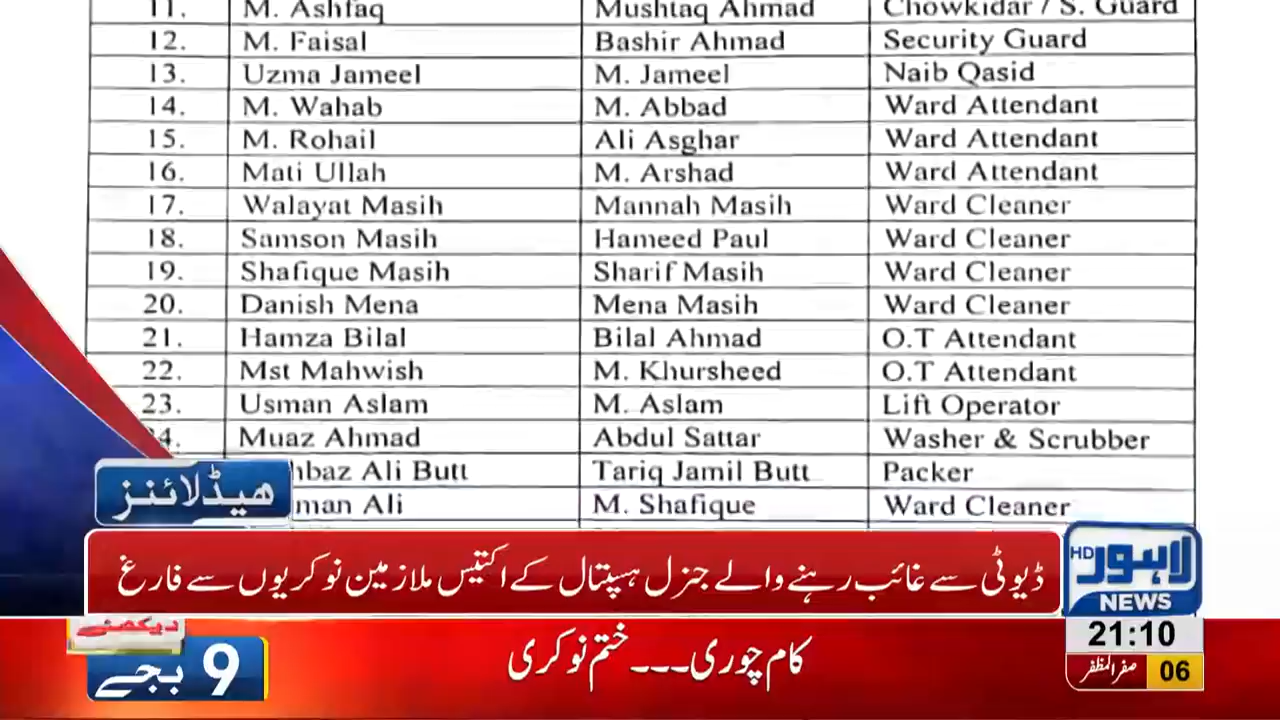 11. M. Ashfaq Mushtaq Ahmad Chowkidar / S. Guard
12. M. Faisal Bashir Ahmad Security Guard
13. Uzma Jameel M. Jameel Naib Qasid
14. M. Wahab M. Abbad Ward Attendant
15. M. Rohail Ali Asghar Ward Attendant
16. Mati Ullah M. Arshad Ward Attendant
17. Walayat Masih Mannah Masih Ward Cleaner
18. Samson Masih Hameed Paul Ward Cleaner
19. Shafique Masih Sharif Masih Ward Cleaner
20. Danish Mena Mena Masih Ward Cleaner
21. Hamza Bilal Bilal Ahmad O.T Attendant
22. Mst Mahwish M. Khursheed O.T Attendant
23. Usman Aslam M. Aslam Lift Operator
4. Muaz Ahmad Abdul Sattar Washer & Scrubber
hbaz Ali Butt Tariq Jamil Butt Packer
man Ali M. Shafique Ward Cleaner
ہیڈلائنز
ڈیوٹی سے غائب رہنے والے جنرل ہسپتال کے اکتیس ملازمین نوکریوں سے فارغ
لاہور HD
NEWS
دیکھئے
9 بجے
کام چوری۔۔۔ ختم نوکری
21:10
06 صفرالمظفر